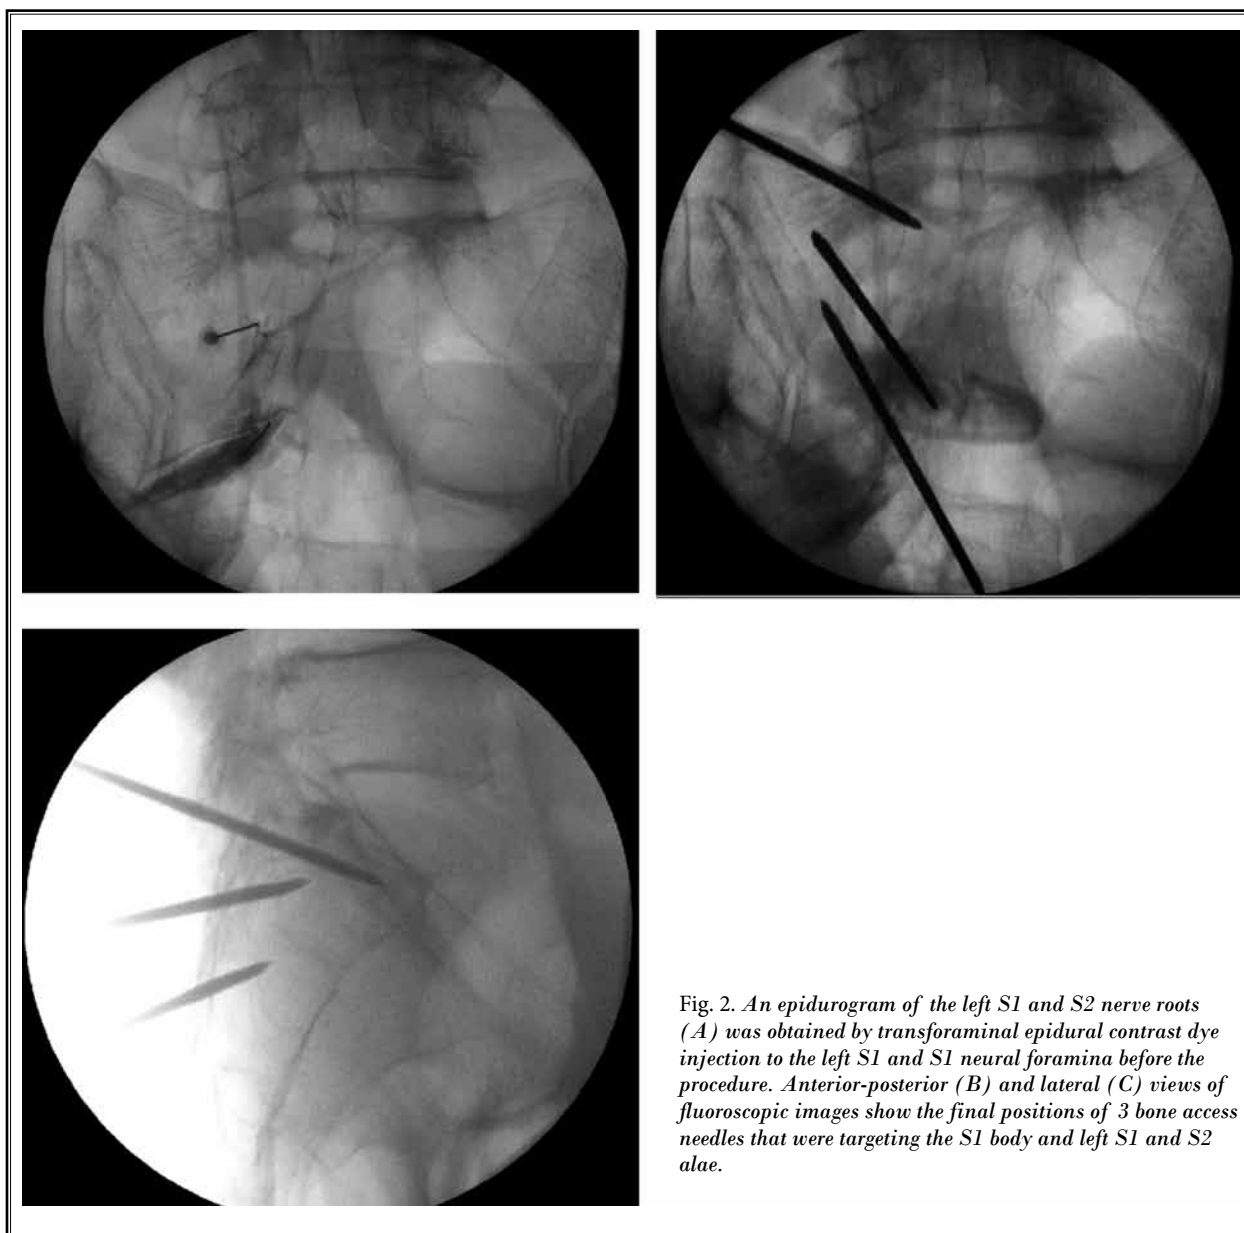 Fig. 2. An epidurogram of the left S1 and S2 nerve roots
(A) was obtained by transforaminal epidural contrast dye
injection to the left S1 and S1 neural foramina before the
procedure. Anterior-posterior (B) and lateral (C) views of
fluoroscopic images show the final positions of 3 bone access
needles that were targeting the S1 body and left S1 and S2
alae.